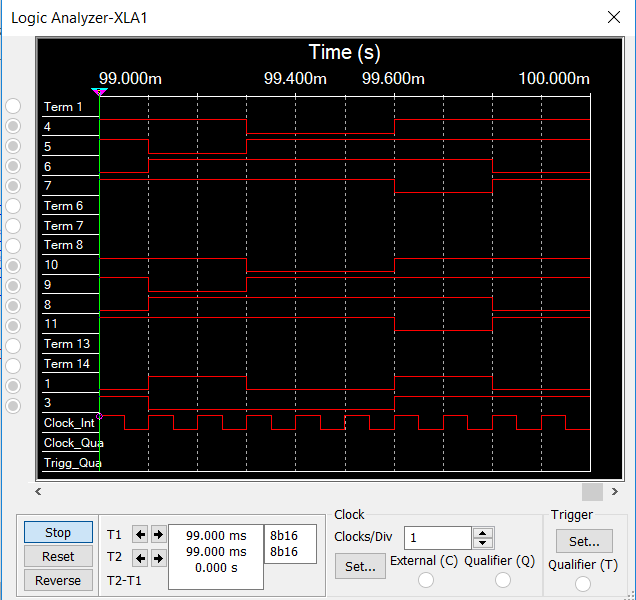 Logic Analyzer-XLA1
Time (s)
99.000m 99.400m 99.600m 100.000m
Term 1
4
5
6
7
Term 6
Term 7
Term 8
10
9
8
11
Term 13
Term 14
1
3
Clock_Int
Clock_Qua
Trigg_Qua
Stop
Reset
Reverse
T1
T2
T2-T1
99.000 ms
99.000 ms
0.000 s
8b16
8b16
Clock
Clocks/Div 1
Set...
External (C) Qualifier (Q)
Trigger
Set...
Qualifier (T)